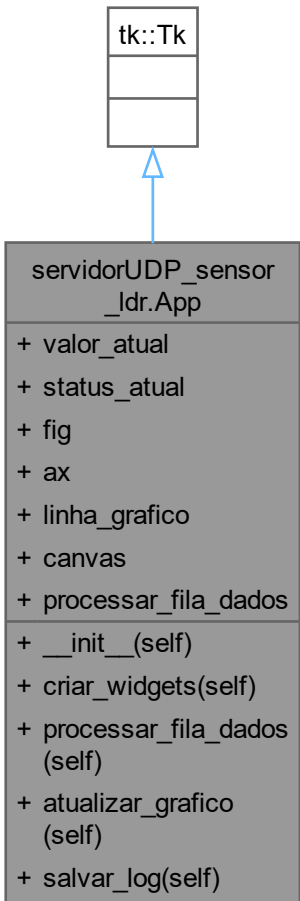 tk::Tk
servidorUDP_sensor
_ldr.App
+ valor_atual
+ status_atual
+ fig
+ ax
+ linha_grafico
+ canvas
+ processar_fila_dados
+ __init__(self)
+ criar_widgets(self)
+ processar_fila_dados
(self)
+ atualizar_grafico
(self)
+ salvar_log(self)